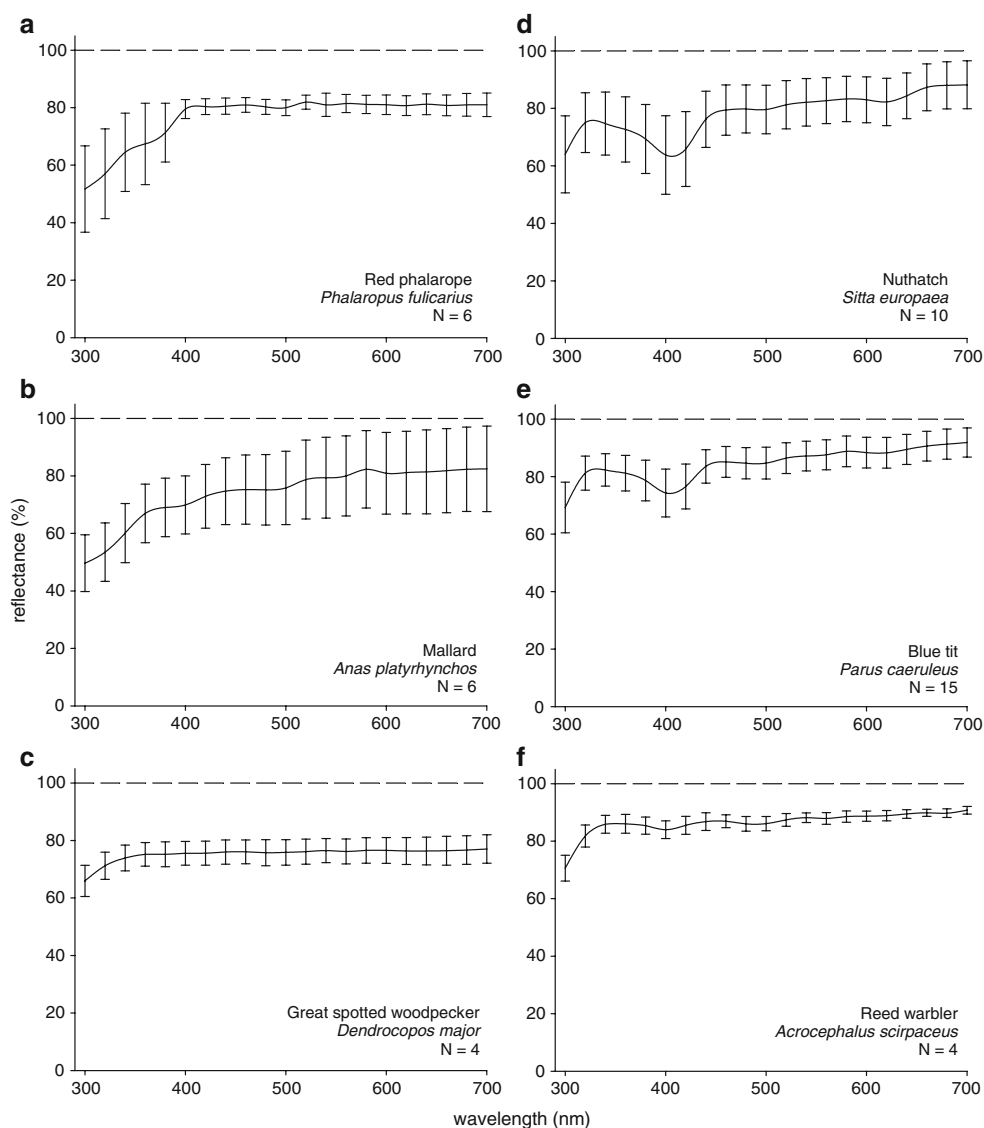 a
100
80
60
40
20
0
Red phalarope
Phalaropus fulicarius
N = 6
300 400 500 600 700
b
100
80
60
40
20
0
Mallard
Anas platyrhynchos
N = 6
300 400 500 600 700
c
100
80
60
40
20
0
Great spotted woodpecker
Dendrocopos major
N = 4
300 400 500 600 700
d
100
80
60
40
20
0
Nuthatch
Sitta europaea
N = 10
300 400 500 600 700
e
100
80
60
40
20
0
Blue tit
Parus caeruleus
N = 15
300 400 500 600 700
f
100
80
60
40
20
0
Reed warbler
Acrocephalus scirpaceus
N = 4
300 400 500 600 700
reflectance (%)
wavelength (nm)